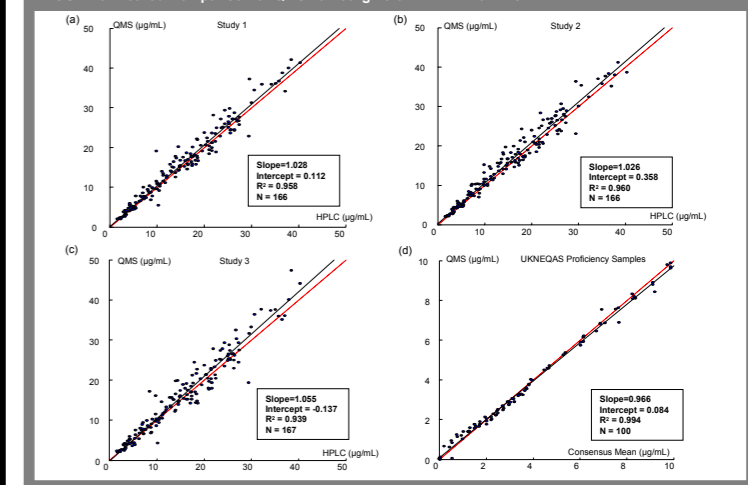 (a)
QMS (µg/mL)
Study 1
50
40
30
20
10
0
0
10
20
30
40
50
HPLC (µg/mL)
Slope=1.028
Intercept = 0.112
R² = 0.958
N = 166
(b)
QMS (µg/mL)
Study 2
50
40
30
20
10
0
0
10
20
30
40
50
HPLC (µg/mL)
Slope=1.026
Intercept = 0.358
R² = 0.960
N = 166
(c)
QMS (µg/mL)
Study 3
50
40
30
20
10
0
0
10
20
30
40
50
HPLC (µg/mL)
Slope=1.055
Intercept = -0.137
R² = 0.939
N = 167
(d)
QMS (µg/mL)
UKNEQAS Proficiency Samples
10
8
6
4
2
0
0
2
4
6
8
10
Consensus Mean (µg/mL)
Slope=0.966
Intercept = 0.084
R² = 0.994
N = 100